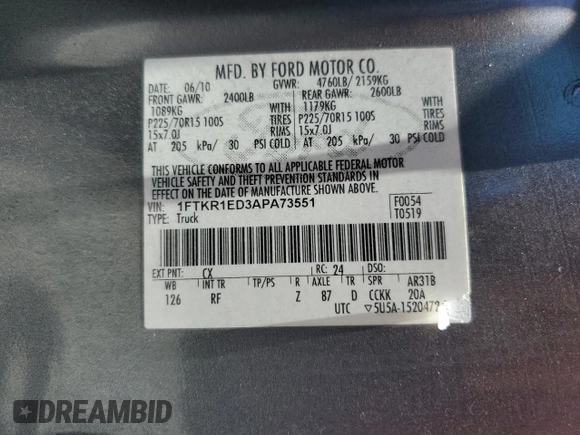 MFD. BY FORD MOTOR CO.
DATE: 06/10 GVWR: 4760LB/ 2159KG
FRONT GAWR: 2400LB REAR GAWR: 2600LB
1089KG WITH 1179KG WITH
P225/70R15 100S TIRES P225/70R15 100S TIRES
15x7.0J RIMS 15x7.0J RIMS
AT 205 kPa/ 30 PSI COLD AT 205 kPa/ 30 PSI COLD
THIS VEHICLE CONFORMS TO ALL APPLICABLE FEDERAL MOTOR
VEHICLE SAFETY AND THEFT PREVENTION STANDARDS IN
EFFECT ON THE DATE OF MANUFACTURE SHOWN ABOVE.
VIN: 1FTKR1ED3APA73551 F0054
TYPE: Truck T0519
EXT PNT: CX RC: 24 DSO:
WB INT TR TP/PS R AXLE TR SPR AR31B
126 RF Z 87 D CCKK 20A
UTC ▽5U5A-1520472
DREAMBID